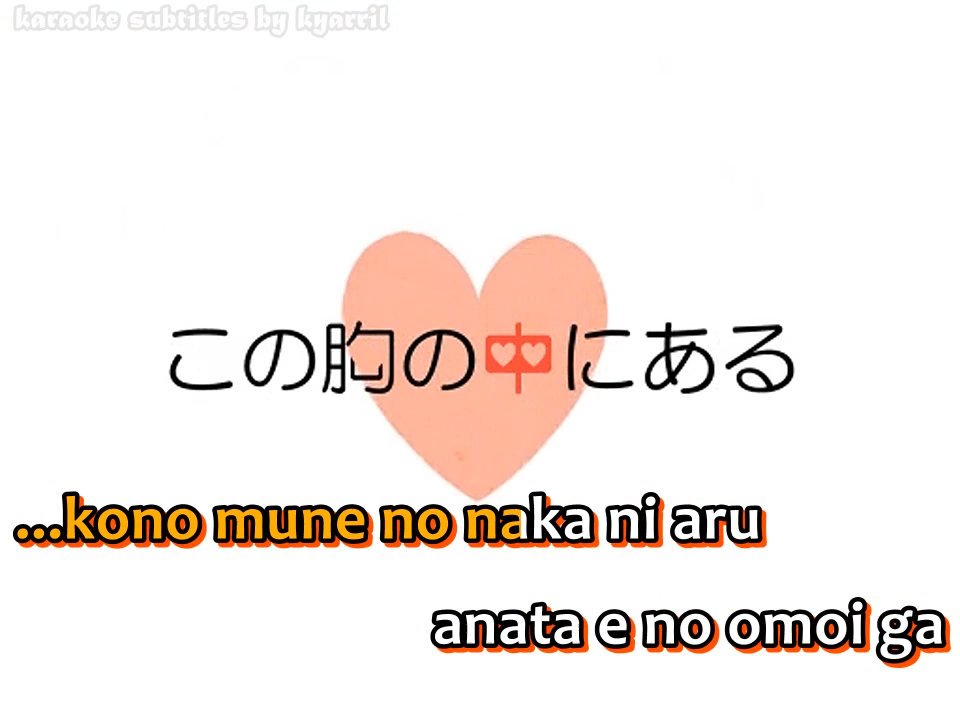 karaoke subtitles by kyarril
この胸の中にある
...kono mune no naka ni aru
anata e no omoi ga